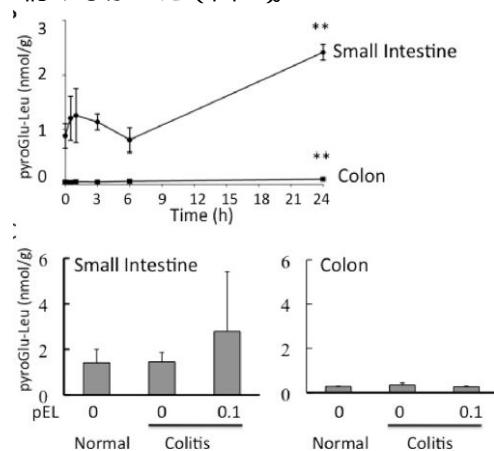 3
2
1
0
pyroGlu-Leu (nmol/g)
**
Small Intestine
**
Colon
0 3 6 9 12 15 18 21 24
Time (h)
pyroGlu-Leu (nmol/g)
6
4
2
0
Small Intestine
pEL 0 0 0.1
Normal Colitis
6
4
2
0
Colon
0 0 0.1
Normal Colitis